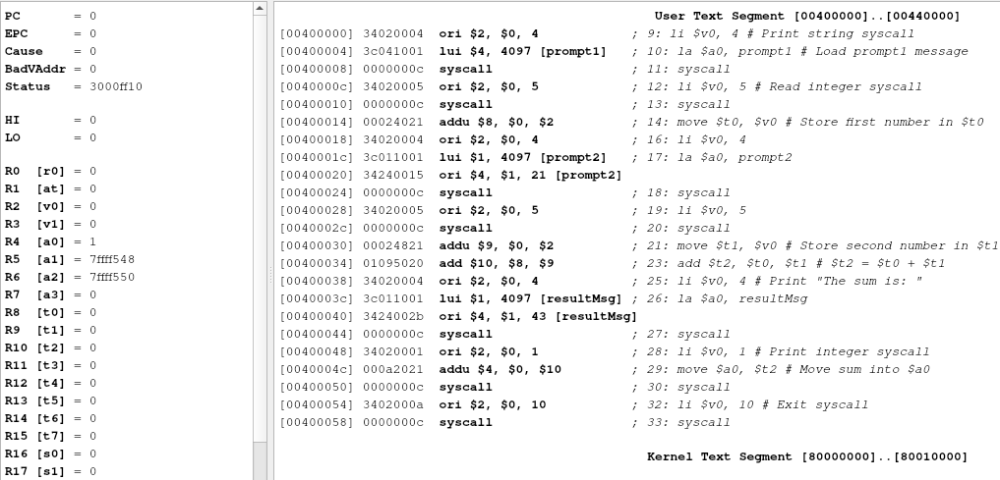 PC = 0
EPC = 0
Cause = 0
BadVAddr = 0
Status = 3000ff10
HI = 0
LO = 0
R0 [r0] = 0
R1 [at] = 0
R2 [v0] = 0
R3 [v1] = 0
R4 [a0] = 1
R5 [a1] = 7ffff548
R6 [a2] = 7ffff550
R7 [a3] = 0
R8 [t0] = 0
R9 [t1] = 0
R10 [t2] = 0
R11 [t3] = 0
R12 [t4] = 0
R13 [t5] = 0
R14 [t6] = 0
R15 [t7] = 0
R16 [s0] = 0
R17 [s1] = 0
User Text Segment [00400000]..[00440000]
[00400000] 34020004 ori $2, $0, 4 ; 9: li $v0, 4 # Print string syscall
[00400004] 3c041001 lui $4, 4097 [prompt1] ; 10: la $a0, prompt1 # Load prompt1 message
[00400008] 0000000c syscall ; 11: syscall
[0040000c] 34020005 ori $2, $0, 5 ; 12: li $v0, 5 # Read integer syscall
[00400010] 0000000c syscall ; 13: syscall
[00400014] 00024021 addu $8, $0, $2 ; 14: move $t0, $v0 # Store first number in $t0
[00400018] 34020004 ori $2, $0, 4 ; 16: li $v0, 4
[0040001c] 3c011001 lui $1, 4097 [prompt2] ; 17: la $a0, prompt2
[00400020] 34240015 ori $4, $1, 21 [prompt2]
[00400024] 0000000c syscall ; 18: syscall
[00400028] 34020005 ori $2, $0, 5 ; 19: li $v0, 5
[0040002c] 0000000c syscall ; 20: syscall
[00400030] 00024821 addu $9, $0, $2 ; 21: move $t1, $v0 # Store second number in $t1
[00400034] 01095020 add $10, $8, $9 ; 23: add $t2, $t0, $t1 # $t2 = $t0 + $t1
[00400038] 34020004 ori $2, $0, 4 ; 25: li $v0, 4 # Print "The sum is: "
[0040003c] 3c011001 lui $1, 4097 [resultMsg] ; 26: la $a0, resultMsg
[00400040] 3424002b ori $4, $1, 43 [resultMsg]
[00400044] 0000000c syscall ; 27: syscall
[00400048] 34020001 ori $2, $0, 1 ; 28: li $v0, 1 # Print integer syscall
[0040004c] 000a2021 addu $4, $0, $10 ; 29: move $a0, $t2 # Move sum into $a0
[00400050] 0000000c syscall ; 30: syscall
[00400054] 3402000a ori $2, $0, 10 ; 32: li $v0, 10 # Exit syscall
[00400058] 0000000c syscall ; 33: syscall
Kernel Text Segment [80000000]..[80010000]